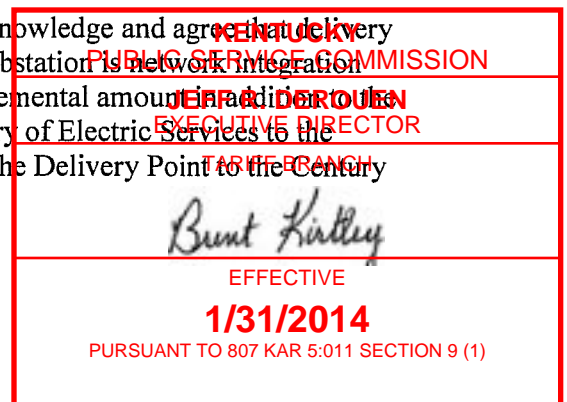 nowledge and agree that delivery
KENTUCKY
bstation is network integration
PUBLIC SERVICE COMMISSION
emental amount in addition to the
JEFF R. DEROUEN
y of Electric Services to the
EXECUTIVE DIRECTOR
he Delivery Point to the Century
TARIFF BRANCH
Brent Kirtley
EFFECTIVE
1/31/2014
PURSUANT TO 807 KAR 5:011 SECTION 9 (1)